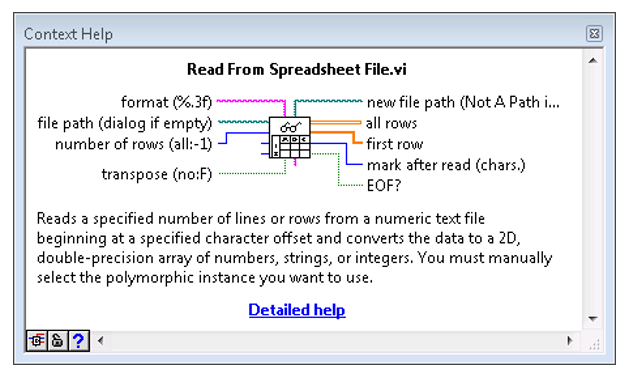 Context Help
Read From Spreadsheet File.vi
format (%.3f)
new file path (Not A Path i...
file path (dialog if empty)
all rows
number of rows (all:-1)
first row
mark after read (chars.)
transpose (no:F)
EOF?
Reads a specified number of lines or rows from a numeric text file
beginning at a specified character offset and converts the data to a 2D,
double-precision array of numbers, strings, or integers. You must manually
select the polymorphic instance you want to use.
Detailed help
?